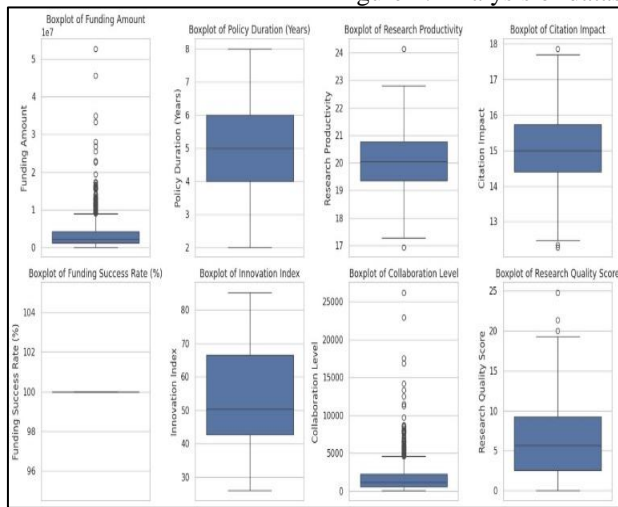 Boxplot of Funding Amount
1e7
5
4
3
2
1
0
Funding Amount
Boxplot of Policy Duration (Years)
8
7
6
5
4
3
2
Policy Duration (Years)
Boxplot of Research Productivity
24
23
22
21
20
19
18
17
Research Productivity
Boxplot of Citation Impact
18
17
16
15
14
13
Citation Impact
Boxplot of Funding Success Rate (%)
104
102
100
98
96
Funding Success Rate (%)
Boxplot of Innovation Index
80
70
60
50
40
30
Innovation Index
Boxplot of Collaboration Level
25000
20000
15000
10000
5000
0
Collaboration Level
Boxplot of Research Quality Score
25
20
15
10
5
0
Research Quality Score